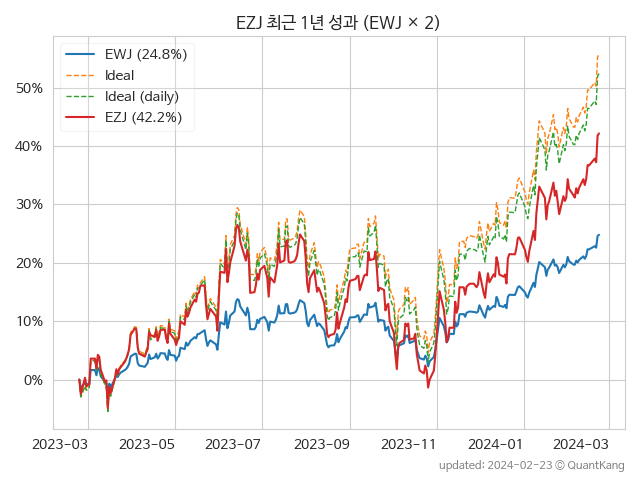 EZJ 최근 1년 성과 (EWJ × 2)
EWJ (24.8%)
Ideal
Ideal (daily)
EZJ (42.2%)
50%
40%
30%
20%
10%
0%
2023-03 2023-05 2023-07 2023-09 2023-11 2024-01 2024-03
updated: 2024-02-23 © QuantKang